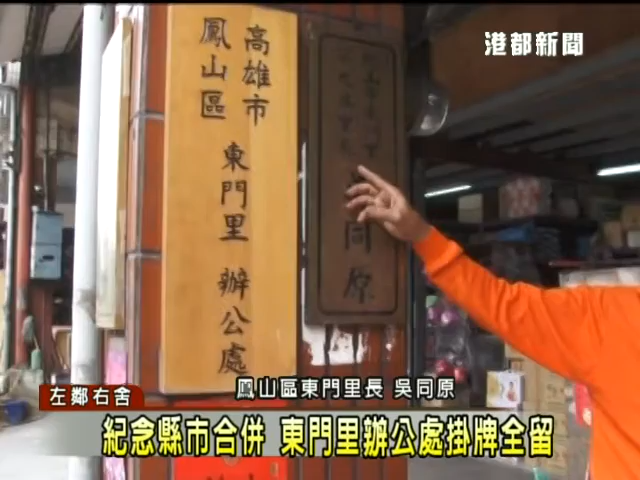 港都新聞
高雄市
鳳山區
東門里 辦公處
同原
左鄰右舍
鳳山區東門里長 吳同原
紀念縣市合併 東門里辦公處掛牌全留